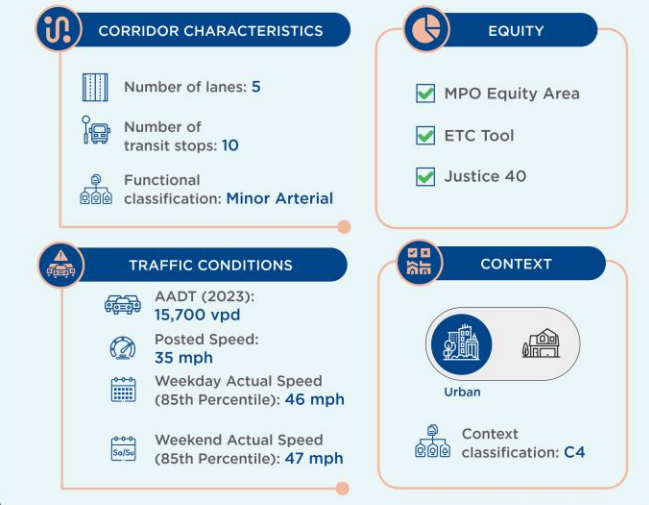 CORRIDOR CHARACTERISTICS
Number of lanes: 5
Number of
transit stops: 10
Functional
classification: Minor Arterial
EQUITY
MPO Equity Area
ETC Tool
Justice 40
TRAFFIC CONDITIONS
AADT (2023):
15,700 vpd
Posted Speed:
35 mph
Weekday Actual Speed
(85th Percentile): 46 mph
Sa/Su
Weekend Actual Speed
(85th Percentile): 47 mph
CONTEXT
Urban
Context
classification: C4